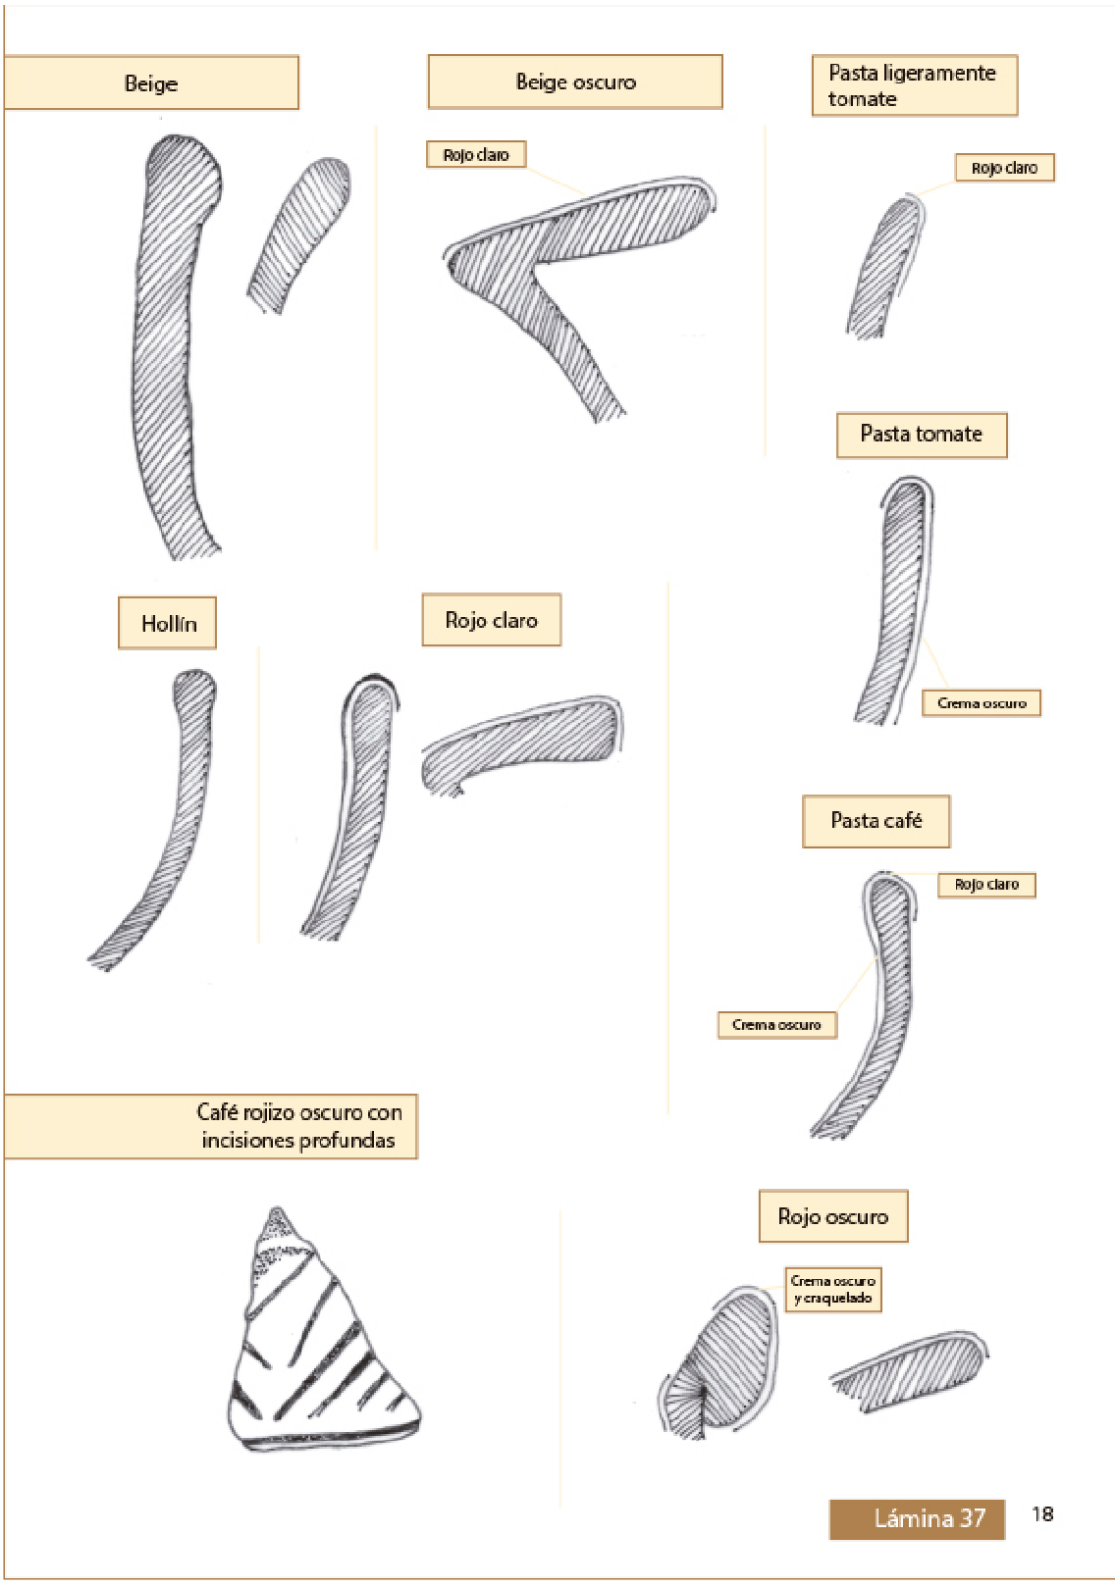 Beige
Beige oscuro
Pasta ligeramente
tomate
Rojo claro
Rojo claro
Pasta tomate
Crema oscuro
Hollín
Rojo claro
Pasta café
Rojo claro
Crema oscuro
Café rojizo oscuro con
incisiones profundas
Rojo oscuro
Crema oscuro
y craquelado
Lámina 37
18